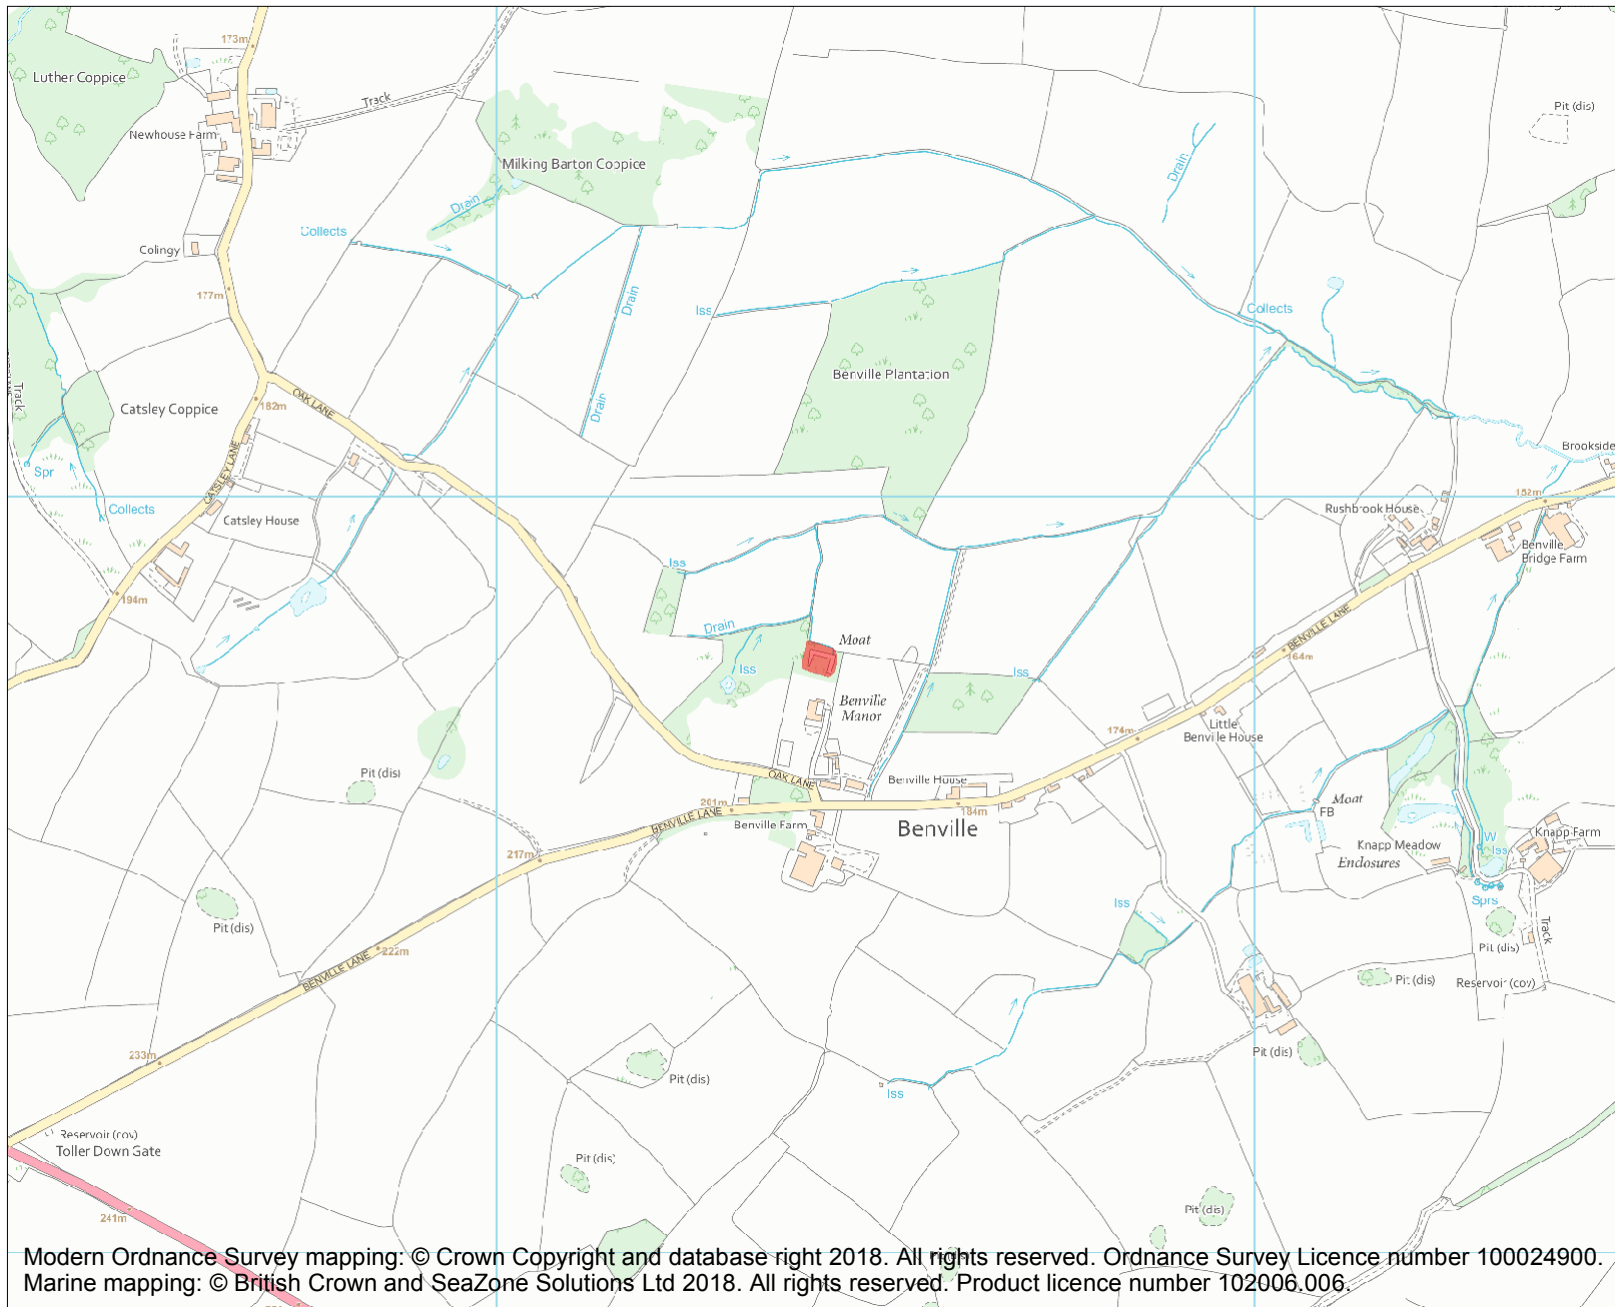 173m
Luther Coppice
Track
Pit (dis)
Newhouse Farm
Milking Barton Coppice
Drain
Drain
Collects
Colingy
177m
Drain
Iss
Collects
Benville Plantation
Track
OAK LANE
182m
Catsley Coppice
Drain
CATSLEY LANE
Brookside
Spr
152m
Collects
Catsley House
Rushbrook House
Benville
Bridge Farm
Iss
194m
BENVILLE LANE
Drain
Moat
164m
Iss
Iss
Benville
Manor
174m
Little
Benville House
Pit (dis)
OAK LANE
Benville House
201m
184m
Moat
FB
BENVILLE LANE
Benville Farm
Benville
W
Knapp Farm
Iss
217m
Knapp Meadow
Enclosures
Sprs
Iss
Pit (dis)
Track
Pit (dis)
222m
BENVILLE LANE
Pit (dis)
Reservoir (cov)
233m
Pit (dis)
Pit (dis)
Iss
Reservoir (cov)
Toller Down Gate
Pit (dis)
Pit (dis)
241m
Modern Ordnance Survey mapping: © Crown Copyright and database right 2018. All rights reserved. Ordnance Survey Licence number 100024900.
Marine mapping: © British Crown and SeaZone Solutions Ltd 2018. All rights reserved. Product licence number 102006.006.